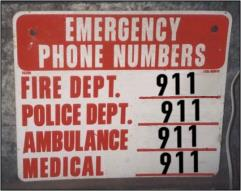 EMERGENCY
PHONE NUMBERS
FIRE DEPT. 911
POLICE DEPT. 911
AMBULANCE 911
MEDICAL 911